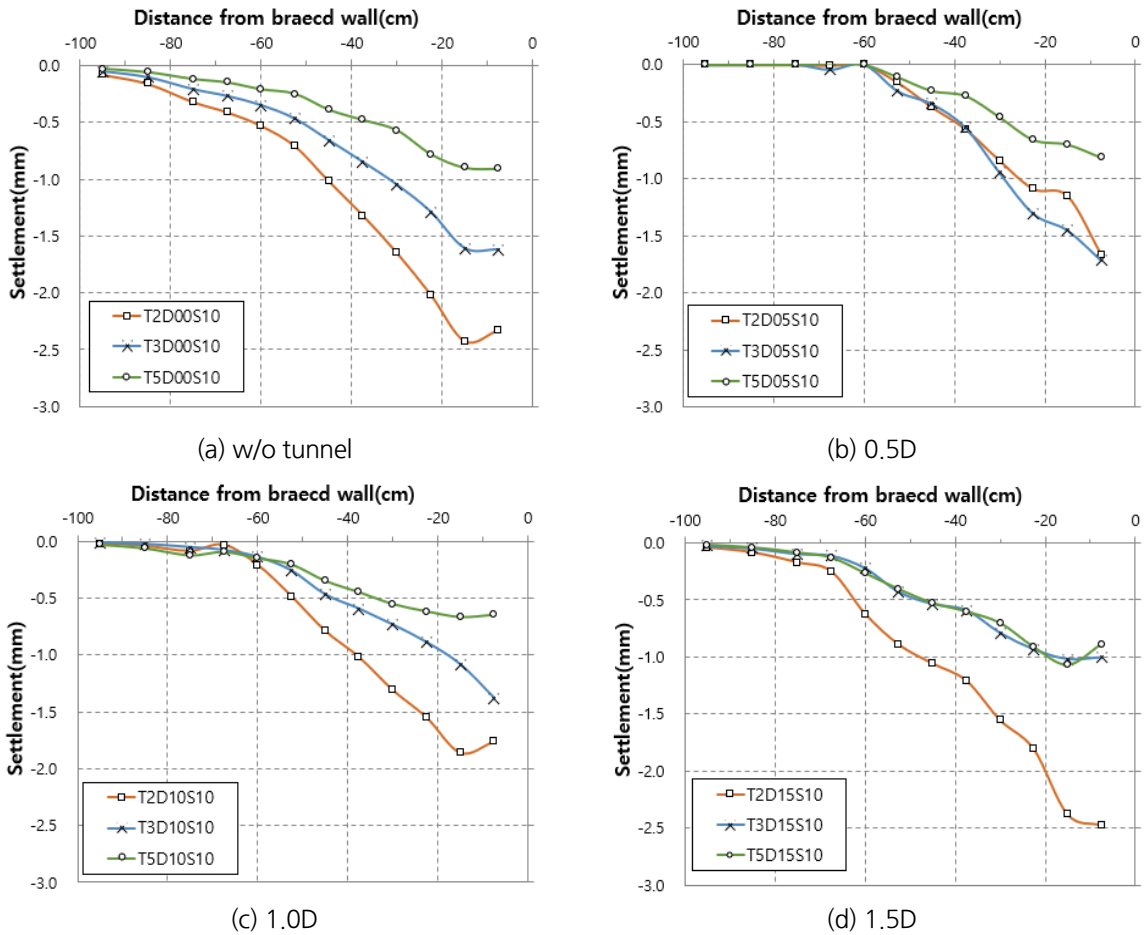 Distance from braecd wall(cm)
-100 -80 -60 -40 -20 0
0.0
-0.5
-1.0
-1.5
-2.0
-2.5
-3.0
Settlement(mm)
T2D00S10
T3D00S10
T5D00S10
(a) w/o tunnel
Distance from braecd wall(cm)
-100 -80 -60 -40 -20 0
0.0
-0.5
-1.0
-1.5
-2.0
-2.5
-3.0
Settlement(mm)
T2D05S10
T3D05S10
T5D05S10
(b) 0.5D
Distance from braecd wall(cm)
-100 -80 -60 -40 -20 0
0.0
-0.5
-1.0
-1.5
-2.0
-2.5
-3.0
Settlement(mm)
T2D10S10
T3D10S10
T5D10S10
(c) 1.0D
Distance from braecd wall(cm)
-100 -80 -60 -40 -20 0
0.0
-0.5
-1.0
-1.5
-2.0
-2.5
-3.0
Settlement(mm)
T2D15S10
T3D15S10
T5D15S10
(d) 1.5D